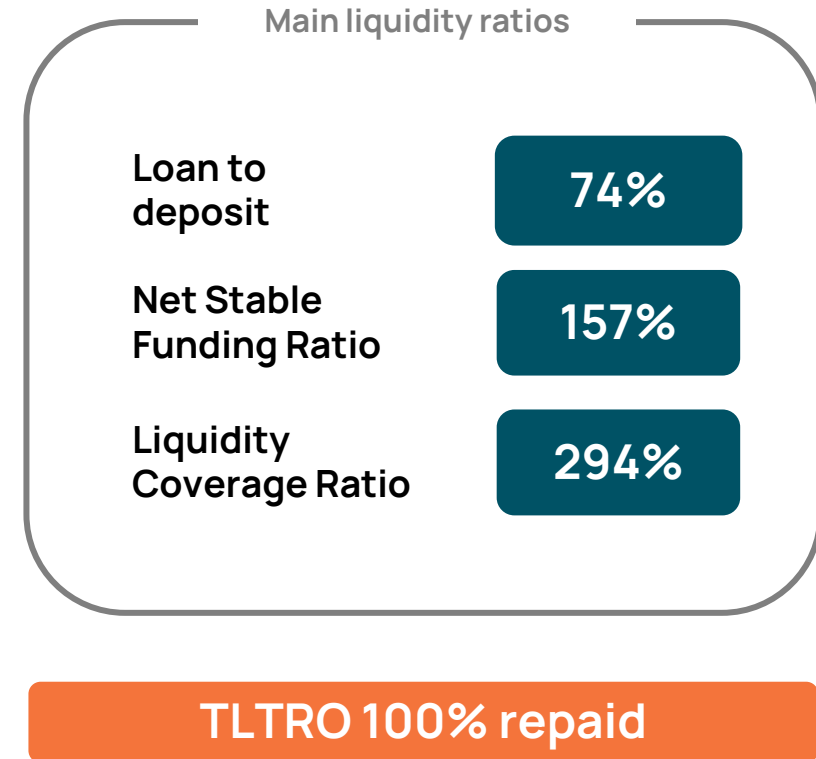 Main liquidity ratios
Loan to
deposit
74%
Net Stable
Funding Ratio
157%
Liquidity
Coverage Ratio
294%
TLTRO 100% repaid